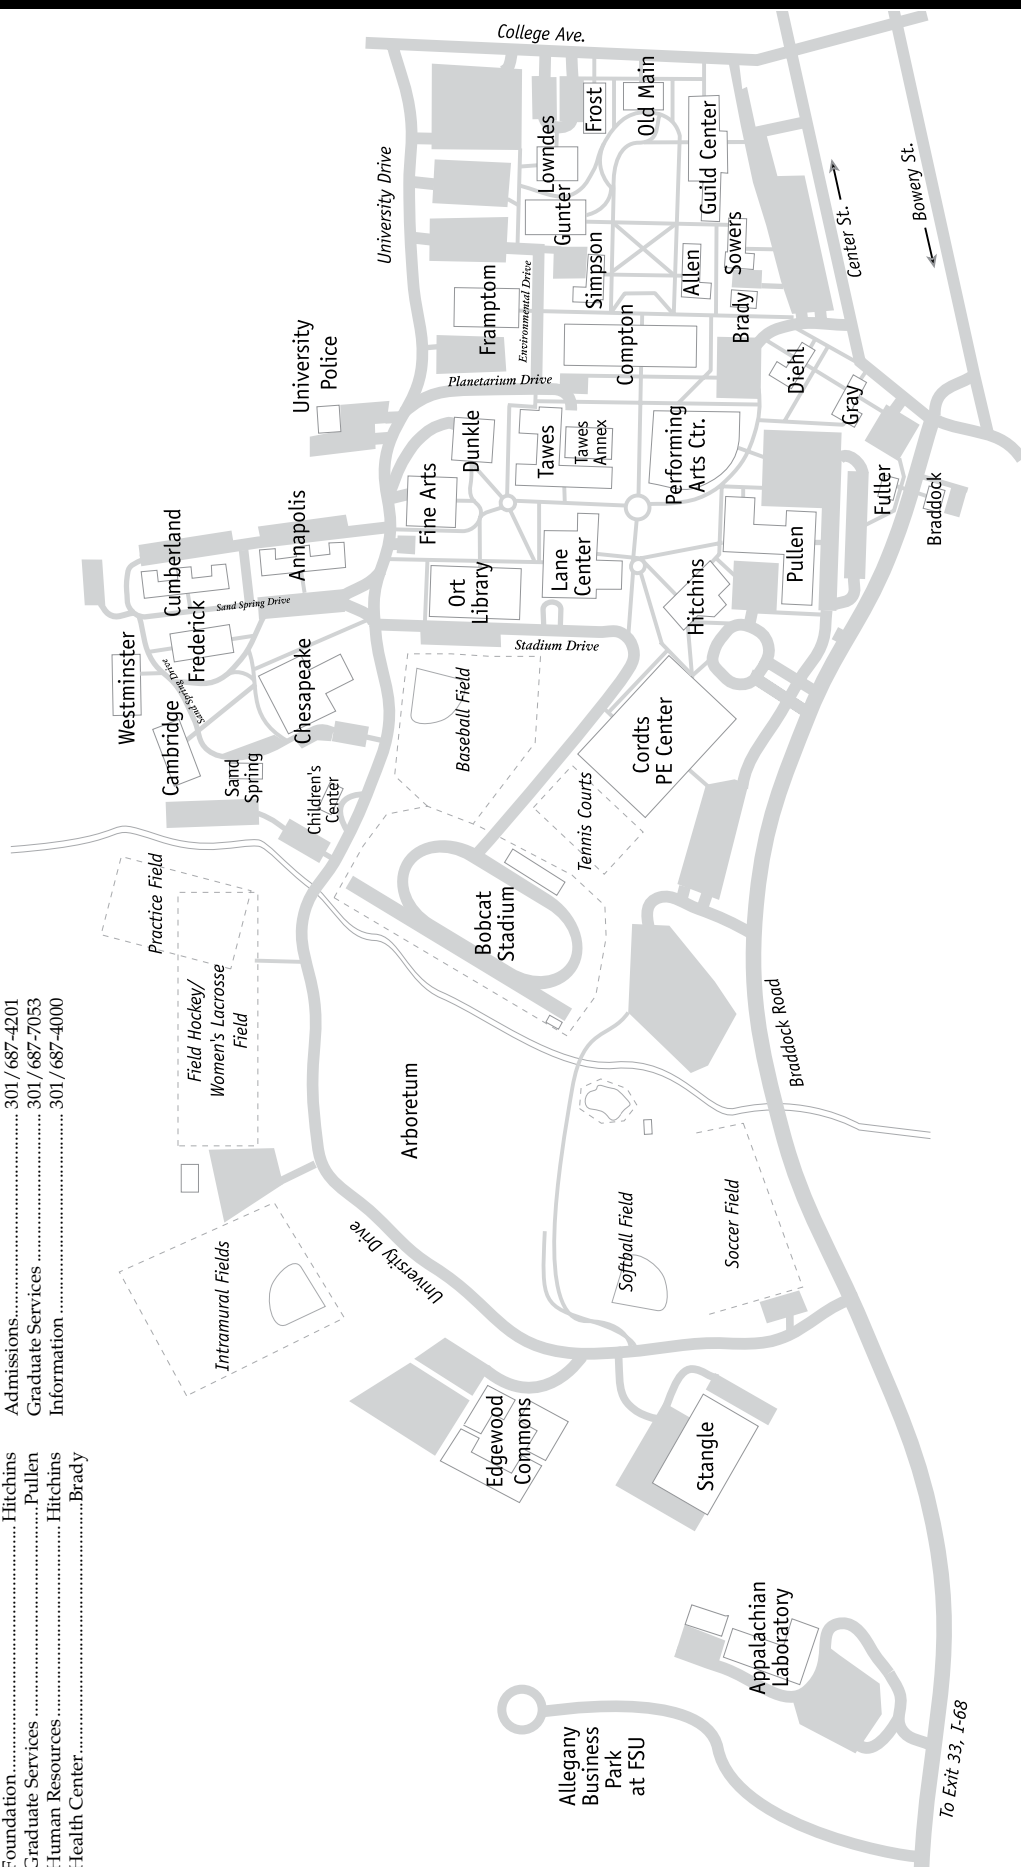 Foundation.................... Hitchins
Graduate Services .................... Pullen
Human Resources .................... Hitchins
Health Center.................... Brady
Admissions.................... 301/687-4201
Graduate Services .................... 301/687-7053
Information .................... 301/687-4000
College Ave.
University Drive
Frost
Old Main
Lowndes
Guild Center
Gunter
Simpson
Sowers
Allen
Brady
Center St.
Bowery St.
Framptom
Environmental Drive
Compton
Planetarium Drive
University
Police
Diehl
Gray
Dunkle
Tawes
Tawes
Annex
Performing
Arts Ctr.
Fine Arts
Fuller
Braddock
Pullen
Lane
Center
Hitchins
Ort
Library
Stadium Drive
Annapolis
Cumberland
Sand Spring Drive
Frederick
Westminster
Sand Spring Drive
Chesapeake
Cambridge
Sand
Spring
Children's
Center
Baseball Field
Cordts
PE Center
Tennis Courts
Bobcat
Stadium
Practice Field
Field Hockey/
Women's Lacrosse
Field
Arboretum
Braddock Road
Intramural Fields
University Drive
Softball Field
Soccer Field
Edgewood
Commons
Stangle
Appalachian
Laboratory
Allegany
Business
Park
at FSU
To Exit 33, I-68